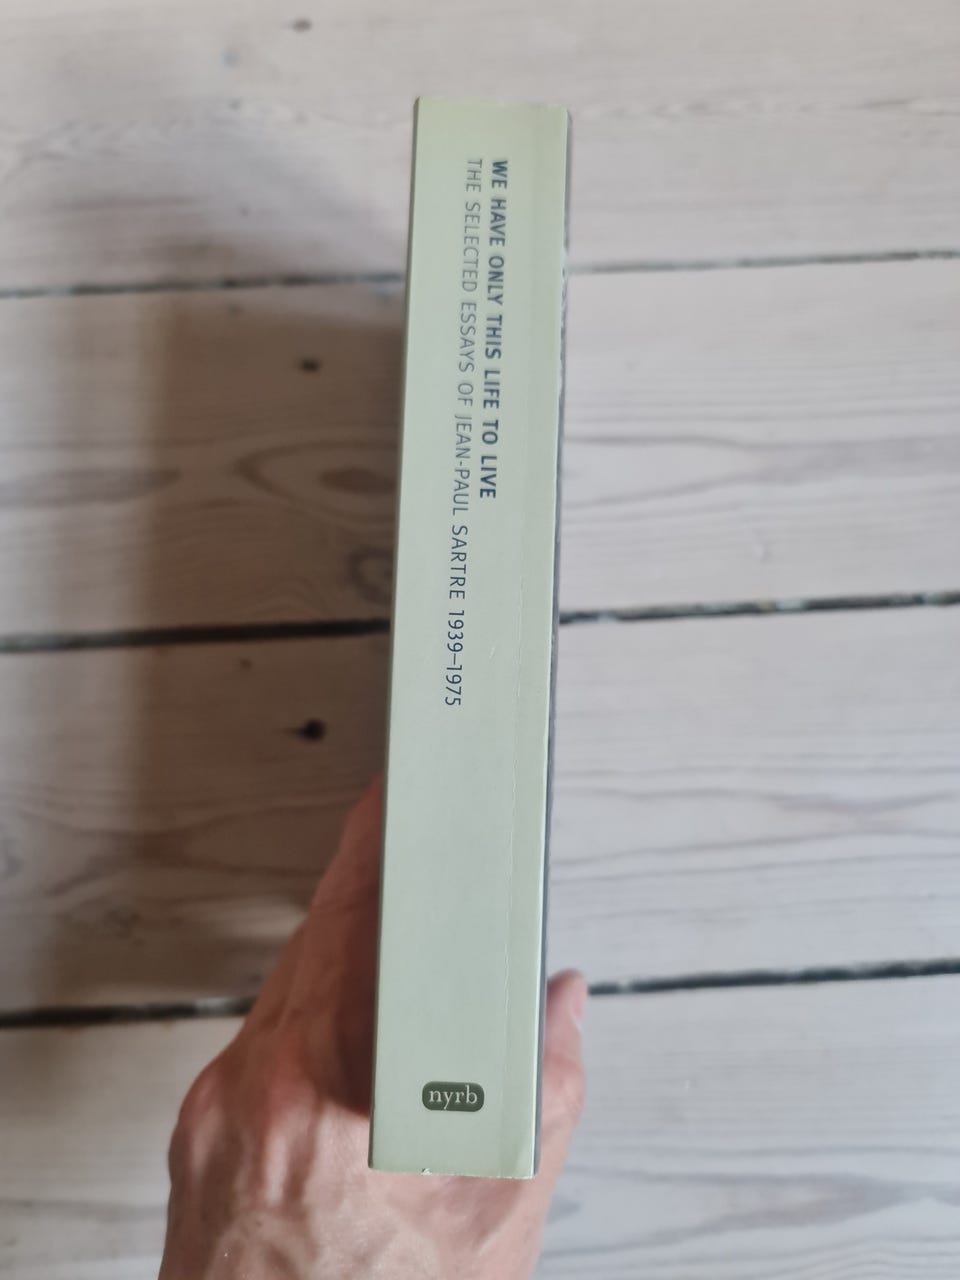 WE HAVE ONLY THIS LIFE TO LIVE
THE SELECTED ESSAYS OF JEAN-PAUL SARTRE 1939–1975
nyrb